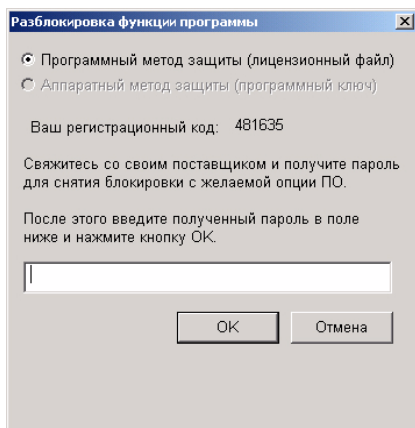 Разблокировка функции программы
Программный метод защиты (лицензионный файл)
Аппаратный метод защиты (программный ключ)
Ваш регистрационный код: 481635
Свяжитесь со своим поставщиком и получите пароль
для снятия блокировки с желаемой опции ПО.
После этого введите полученный пароль в поле
ниже и нажмите кнопку OK.
OK Отмена